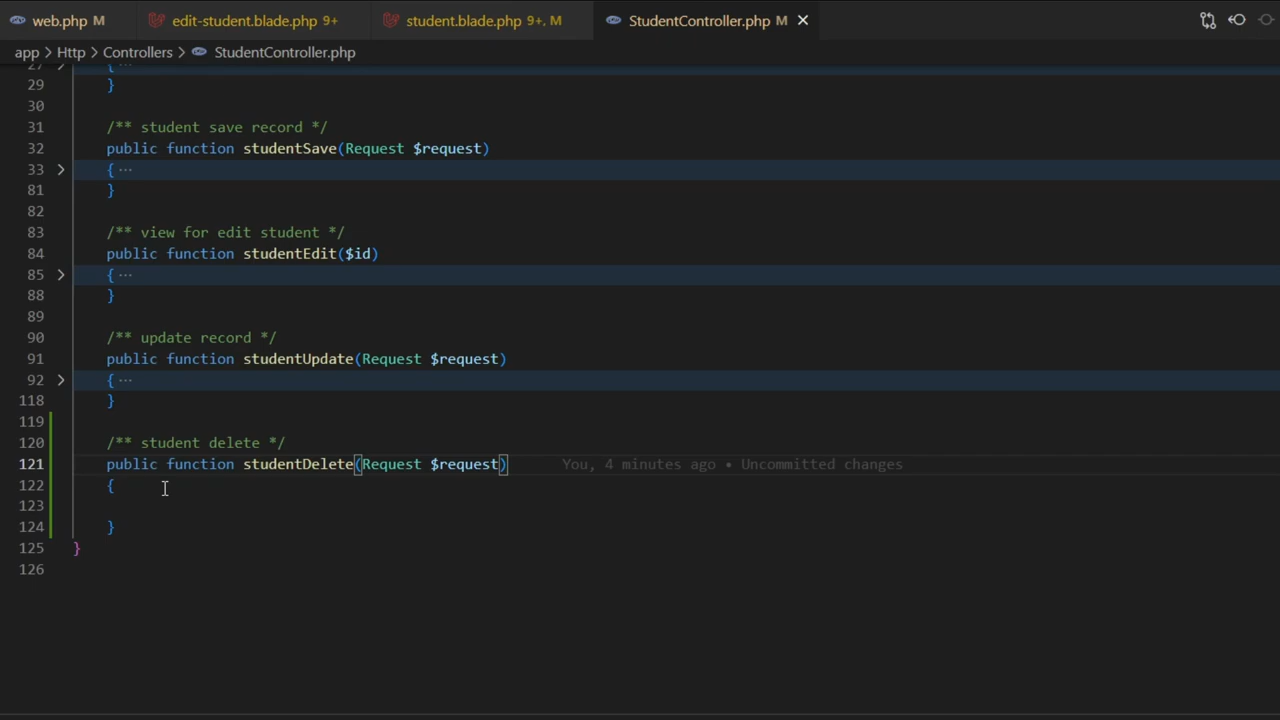 web.php M edit-student.blade.php 9+ student.blade.php 9+, M StudentController.php M
app > Http > Controllers > StudentController.php
27 { ...
29 }
30
31 /** student save record */
32 public function studentSave(Request $request)
33 { ...
81 }
82
83 /** view for edit student */
84 public function studentEdit($id)
85 { ...
88 }
89
90 /** update record */
91 public function studentUpdate(Request $request)
92 { ...
118 }
119
120 /** student delete */
121 public function studentDelete(Request $request) You, 4 minutes ago • Uncommitted changes
122 {
123
124 }
125 }
126